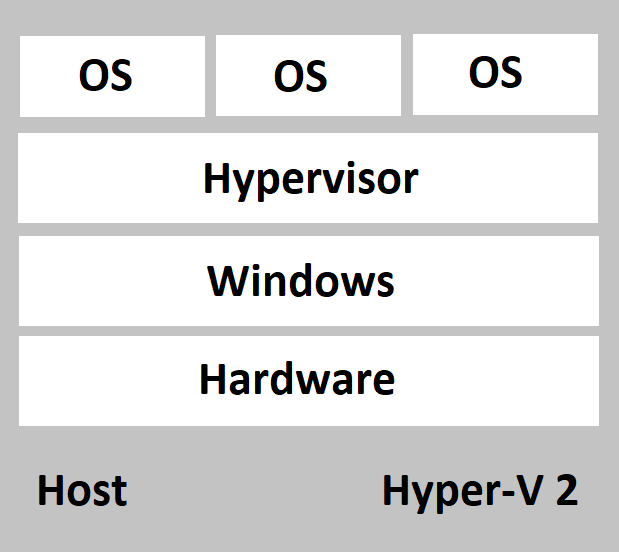 OS OS OS
Hypervisor
Windows
Hardware
Host Hyper-V 2